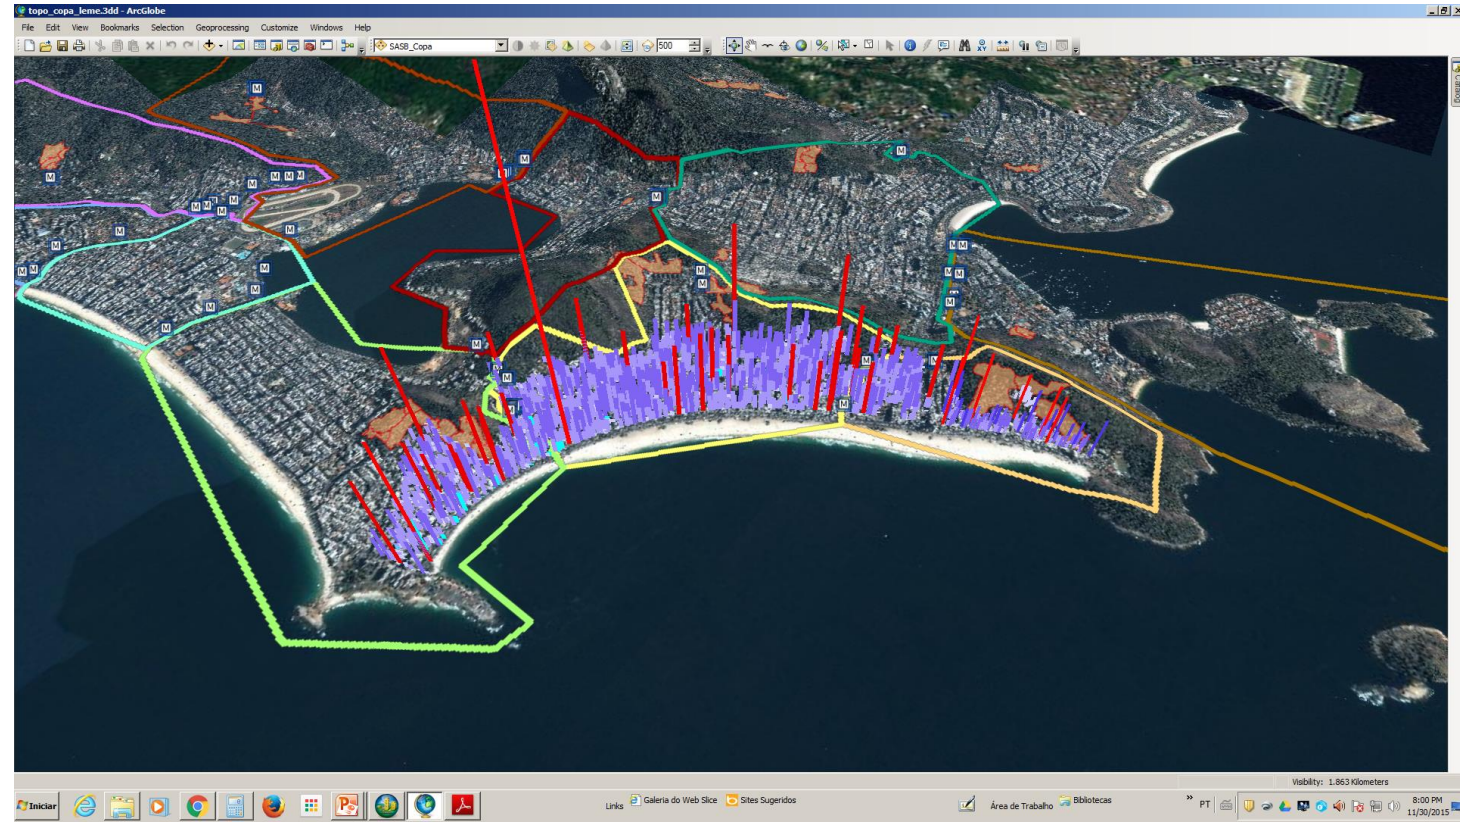 topo_copa_leme.3dd - ArcGlobe
File Edit View Bookmarks Selection Geoprocessing Customize Windows Help
SASB_Copa 500
Catalog
M M M M M M M M M M M M M M M M M M M M M M M M M M M M M M M M M M
Visibility: 1.863 Kilometers
Iniciar
Links Galeria do Web Slice Sites Sugeridos
Área de Trabalho Bibliotecas
» PT
8:00 PM
11/30/2015